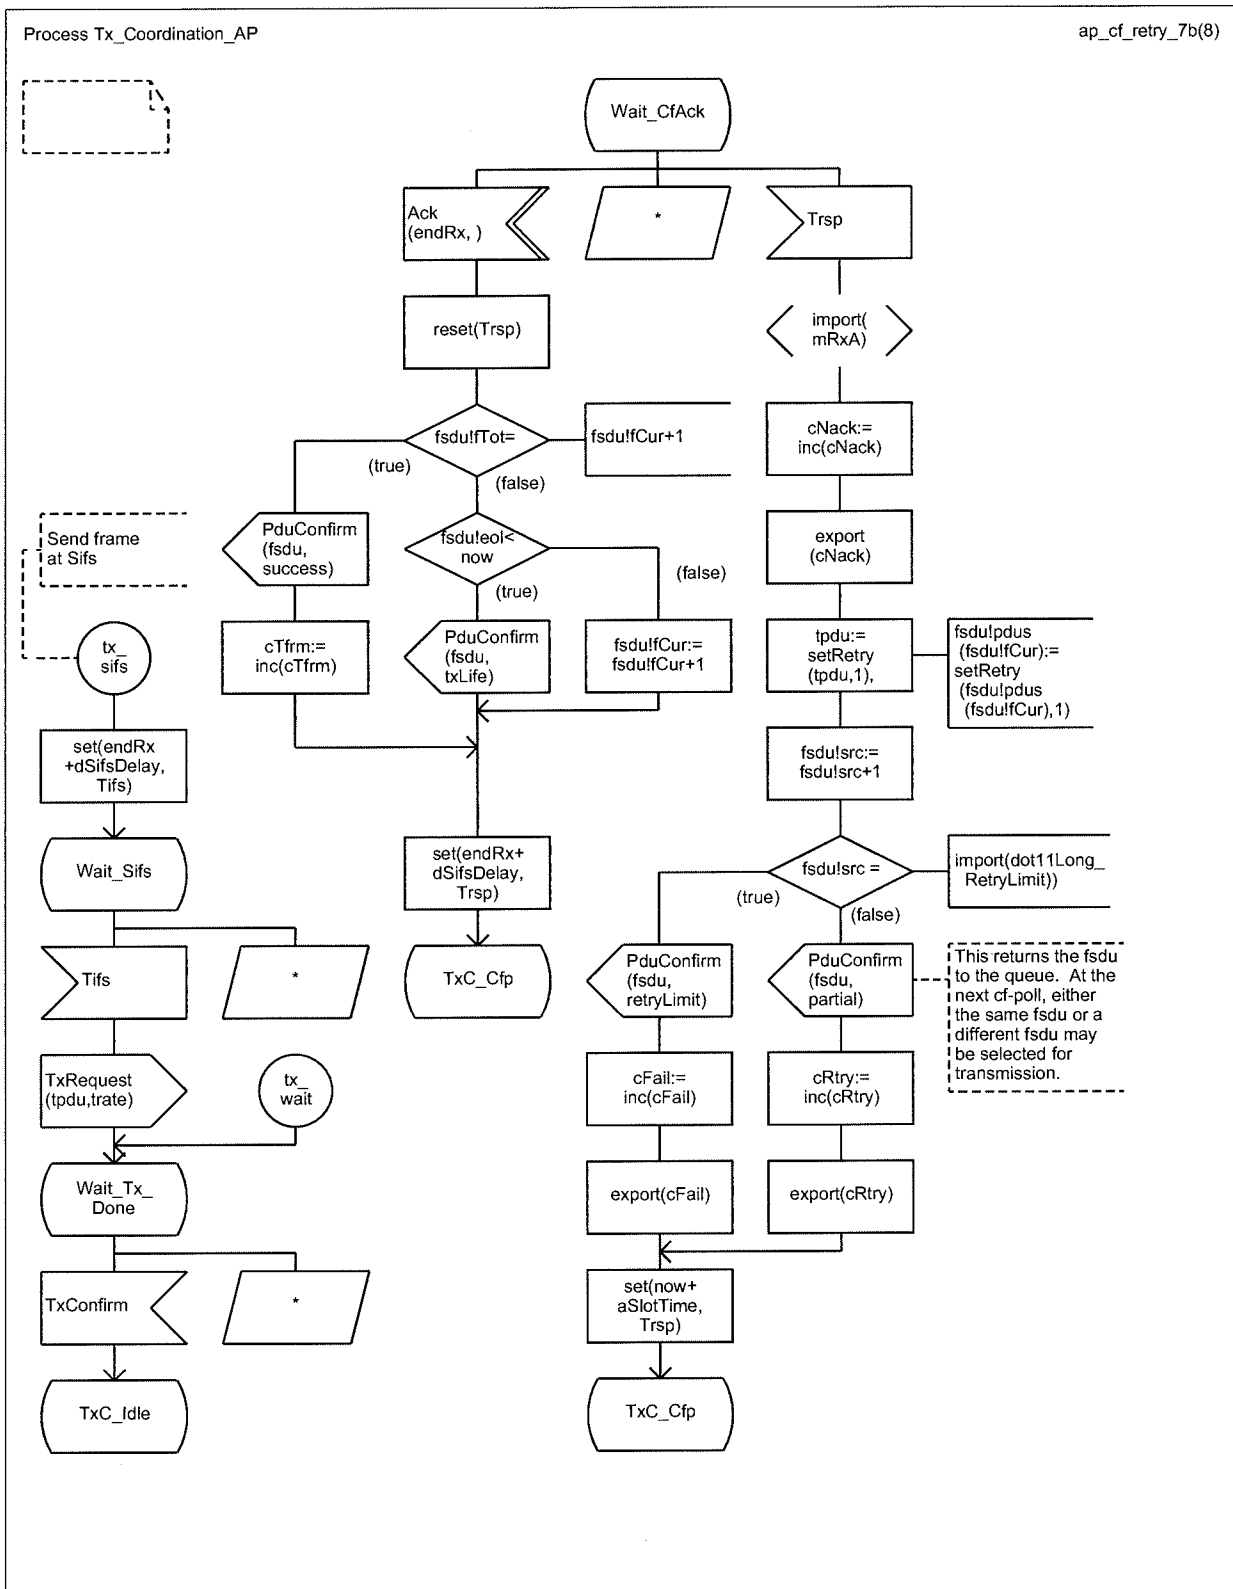 Process Tx_Coordination_AP
ap_cf_retry_7b(8)
Wait_CfAck
Ack
(endRx, )
*
Trsp
reset(Trsp)
import(
mRxA)
fsdu!fTot=
fsdu!fCur+1
(true)
(false)
cNack:=
inc(cNack)
Send frame
at Sifs
PduConfirm
(fsdu,
success)
fsdu!eol<
now
(true)
(false)
export
(cNack)
tx_
sifs
cTfrm:=
inc(cTfrm)
PduConfirm
(fsdu,
txLife)
fsdu!fCur:=
fsdu!fCur+1
tpdu:=
setRetry
(tpdu,1),
fsdu!pdus
(fsdu!fCur):=
setRetry
(fsdu!pdus
(fsdu!fCur),1)
set(endRx
+dSifsDelay,
Tifs)
fsdu!src:=
fsdu!src+1
Wait_Sifs
set(endRx+
dSifsDelay,
Trsp)
fsdu!src =
import(dot11Long_
RetryLimit))
(true)
(false)
Tifs
*
TxC_Cfp
PduConfirm
(fsdu,
retryLimit)
PduConfirm
(fsdu,
partial)
This returns the fsdu
to the queue. At the
next cf-poll, either
the same fsdu or a
different fsdu may
be selected for
transmission.
TxRequest
(tpdu,trate)
tx_
wait
cFail:=
inc(cFail)
cRtry:=
inc(cRtry)
Wait_Tx_
Done
export(cFail)
export(cRtry)
TxConfirm
*
set(now+
aSlotTime,
Trsp)
TxC_Idle
TxC_Cfp